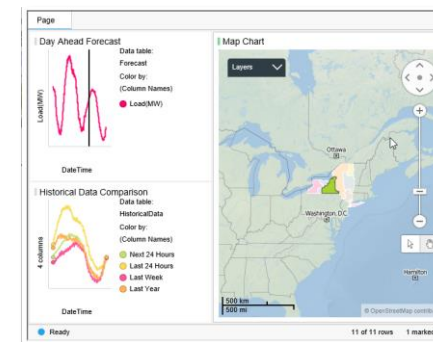 Page
Day Ahead Forecast
Data table:
Forecast
Color by:
(Column Names)
Load(MW)
Load(MW)
DateTime
Historical Data Comparison
Data table:
HistoricalData
Color by:
(Column Names)
Next 24 Hours
Last 24 Hours
Last Week
Last Year
4 columns
DateTime
Map Chart
Layers
Ottawa
Washington, D.C.
Hamilton
500 km
500 mi
© OpenStreetMap
Ready
11 of 11 rows
1 marked